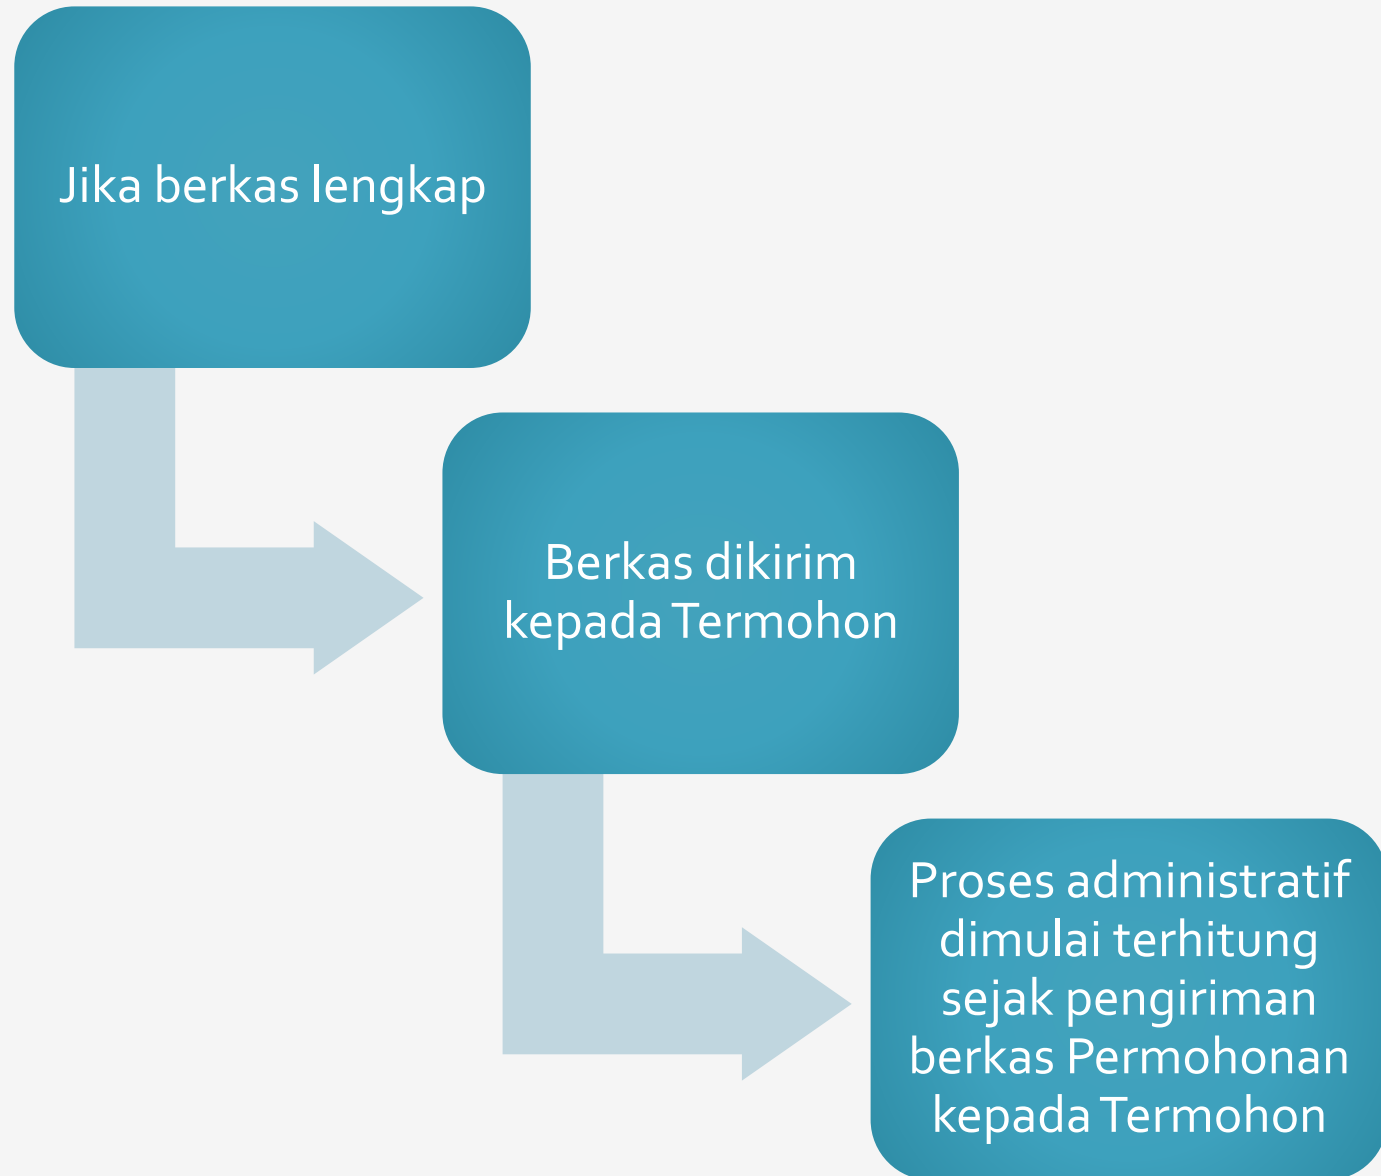 Jika berkas lengkap
Berkas dikirim
kepada Termohon
Proses administratif
dimulai terhitung
sejak pengiriman
berkas Permohonan
kepada Termohon